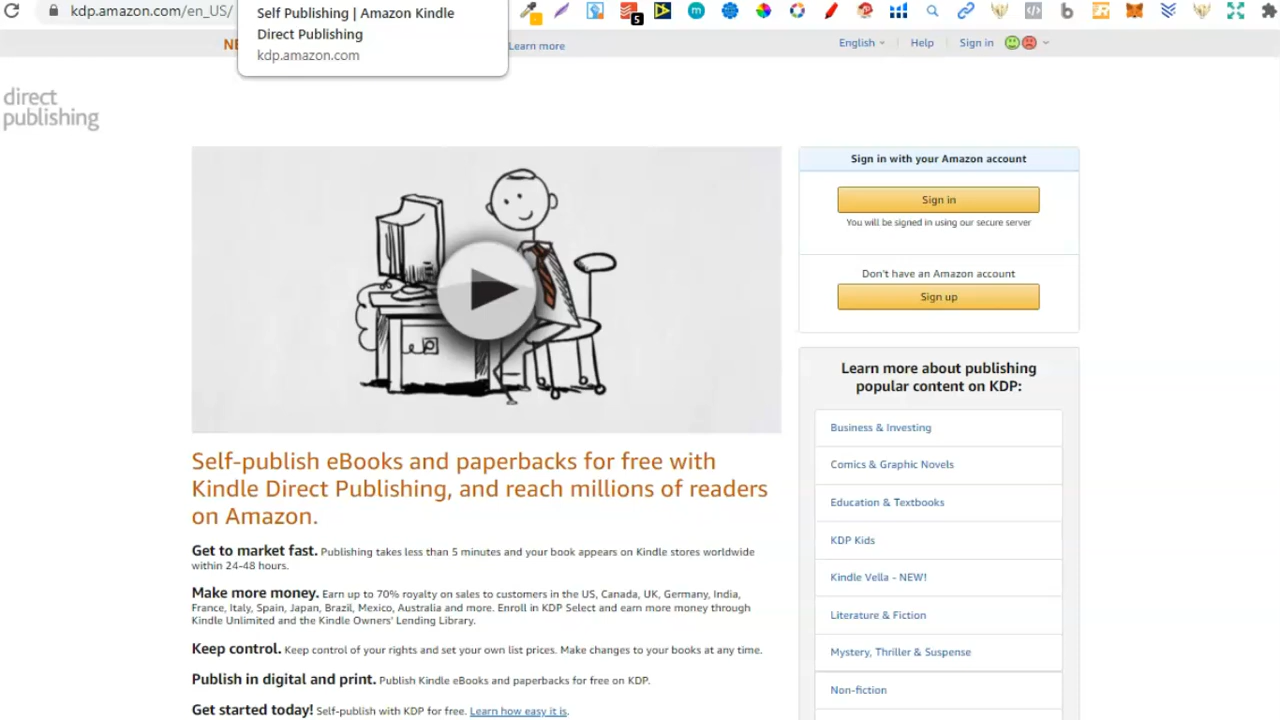 kdp.amazon.com/en_US/
Self Publishing | Amazon Kindle
Direct Publishing
kdp.amazon.com
5
NE
Learn more
English
Help
Sign in
direct
publishing
Sign in with your Amazon account
Sign in
You will be signed in using our secure server
Don't have an Amazon account
Sign up
Learn more about publishing
popular content on KDP:
Business & Investing
Comics & Graphic Novels
Education & Textbooks
KDP Kids
Kindle Vella - NEW!
Literature & Fiction
Mystery, Thriller & Suspense
Non-fiction
Self-publish eBooks and paperbacks for free with
Kindle Direct Publishing, and reach millions of readers
on Amazon.
Get to market fast. Publishing takes less than 5 minutes and your book appears on Kindle stores worldwide
within 24-48 hours.
Make more money. Earn up to 70% royalty on sales to customers in the US, Canada, UK, Germany, India,
France, Italy, Spain, Japan, Brazil, Mexico, Australia and more. Enroll in KDP Select and earn more money through
Kindle Unlimited and the Kindle Owners' Lending Library.
Keep control. Keep control of your rights and set your own list prices. Make changes to your books at any time.
Publish in digital and print. Publish Kindle eBooks and paperbacks for free on KDP.
Get started today! Self-publish with KDP for free. Learn how easy it is.